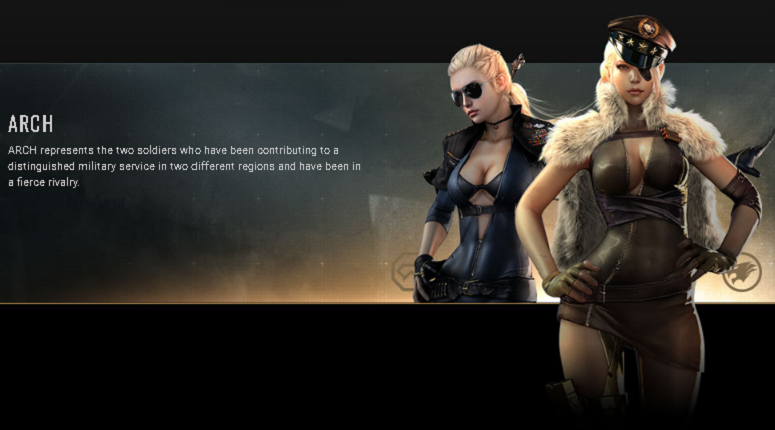 ARCH
ARCH represents the two soldiers who have been contributing to a
distinguished military service in two different regions and have been in
a fierce rivalry.